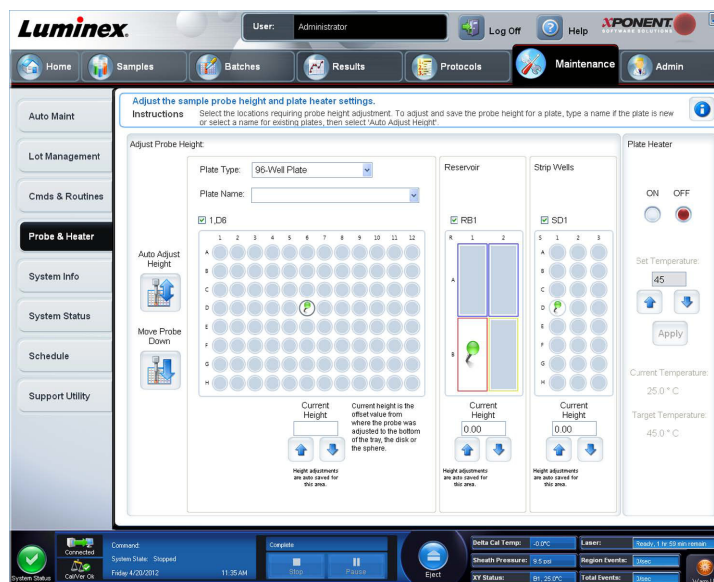 Luminex.
User: Administrator
Log Off
Help
XPONENT.
SOFTWARE SOLUTIONS
Home
Samples
Batches
Results
Protocols
Maintenance
Admin
Auto Maint
Lot Management
Cmds & Routines
Probe & Heater
System Info
System Status
Schedule
Support Utility
Adjust the sample probe height and plate heater settings.
Instructions Select the locations requiring probe height adjustment. To adjust and save the probe height for a plate, type a name if the plate is new
or select a name for existing plates, then select 'Auto Adjust Height'.
Adjust Probe Height:
Plate Type: 96-Well Plate
Plate Name:
1,D6
1 2 3 4 5 6 7 8 9 10 11 12
A
B
C
D
E
F
G
H
Auto Adjust
Height
Move Probe
Down
Current
Height
Current height is the
offset value from
where the probe was
adjusted to the bottom
of the tray, the disk or
the sphere.
Height adjustments
are auto saved for
this area.
Reservoir
RB1
R 1 2
A
B
Current
Height
0.00
Height adjustments
are auto saved for
this area.
Strip Wells
SD1
S 1 2 3
A
B
C
D
E
F
G
H
Current
Height
0.00
Height adjustments
are auto saved for
this area.
Plate Heater
ON OFF
Set Temperature:
45
Apply
Current Temperature:
25.0 ° C
Target Temperature:
45.0 ° C
System Status
Connected
Cal/Ver Ok
Command:
System State: Stopped
Friday 4/20/2012 11:35 AM
Complete
Stop
Pause
Eject
Delta Cal Temp: -0.0°C
Sheath Pressure: 9.5 psi
XY Status: B1, 25.0°C
Laser: Ready, 1 hr 59 min remain
Region Events: 0/sec
Total Events: 0/sec